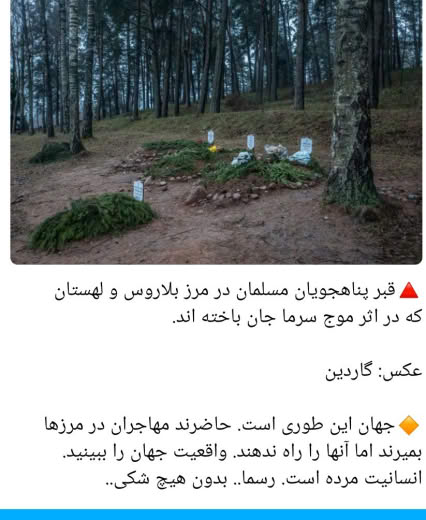 🔺قبر پناهجویان مسلمان در مرز بلاروس و لهستان
که در اثر موج سرما جان باخته اند.
عکس: گاردین
🔶جهان این طوری است. حاضرند مهاجران در مرزها
بمیرند اما آنها را راه ندهند. واقعیت جهان را ببینید.
انسانیت مرده است. رسما.. بدون هیچ شکی..